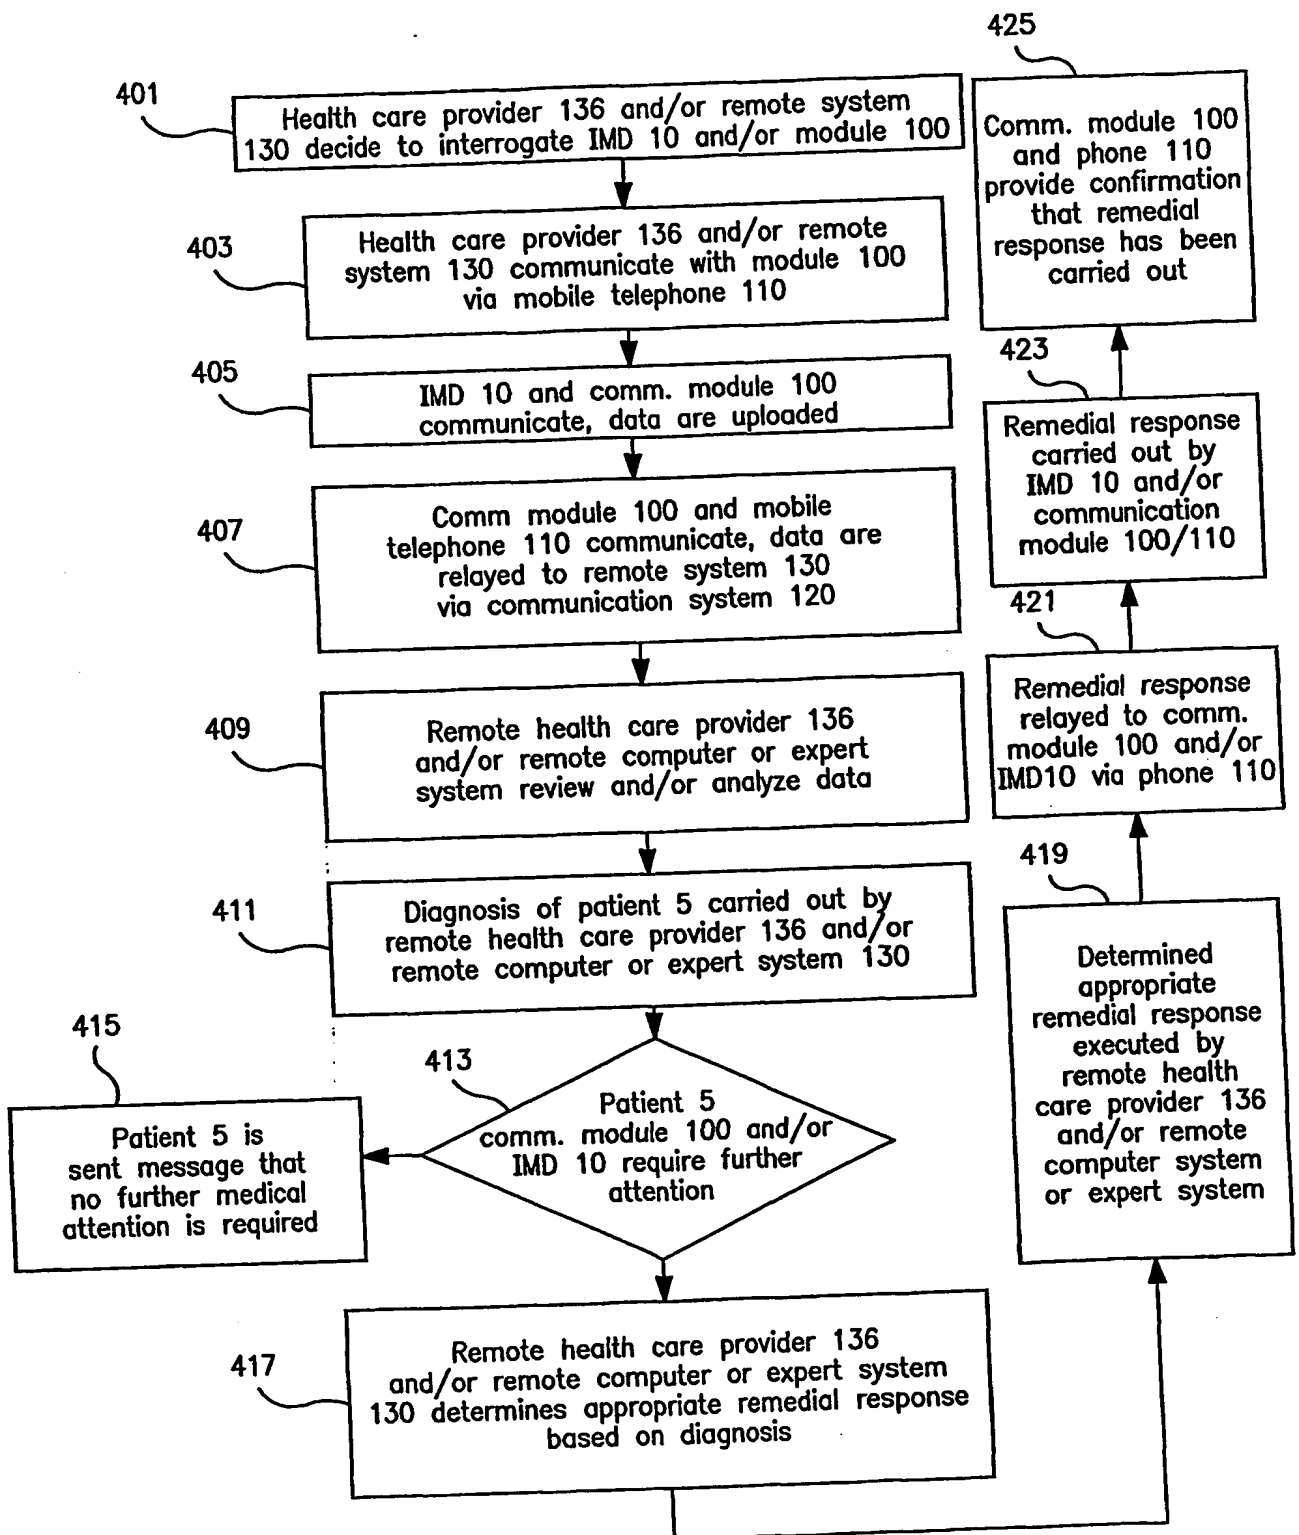 401
Health care provider 136 and/or remote system
130 decide to interrogate IMD 10 and/or module 100
403
Health care provider 136 and/or remote
system 130 communicate with module 100
via mobile telephone 110
405
IMD 10 and comm. module 100
communicate, data are uploaded
407
Comm module 100 and mobile
telephone 110 communicate, data are
relayed to remote system 130
via communication system 120
409
Remote health care provider 136
and/or remote computer or expert
system review and/or analyze data
411
Diagnosis of patient 5 carried out by
remote health care provider 136 and/or
remote computer or expert system 130
413
Patient 5
comm. module 100 and/or
IMD 10 require further
attention
415
Patient 5 is
sent message that
no further medical
attention is required
417
Remote health care provider 136
and/or remote computer or expert system
130 determines appropriate remedial response
based on diagnosis
419
Determined
appropriate
remedial response
executed by
remote health
care provider 136
and/or remote
computer system
or expert system
421
Remedial response
relayed to comm.
module 100 and/or
IMD10 via phone 110
423
Remedial response
carried out by
IMD 10 and/or
communication
module 100/110
425
Comm. module 100
and phone 110
provide confirmation
that remedial
response has been
carried out